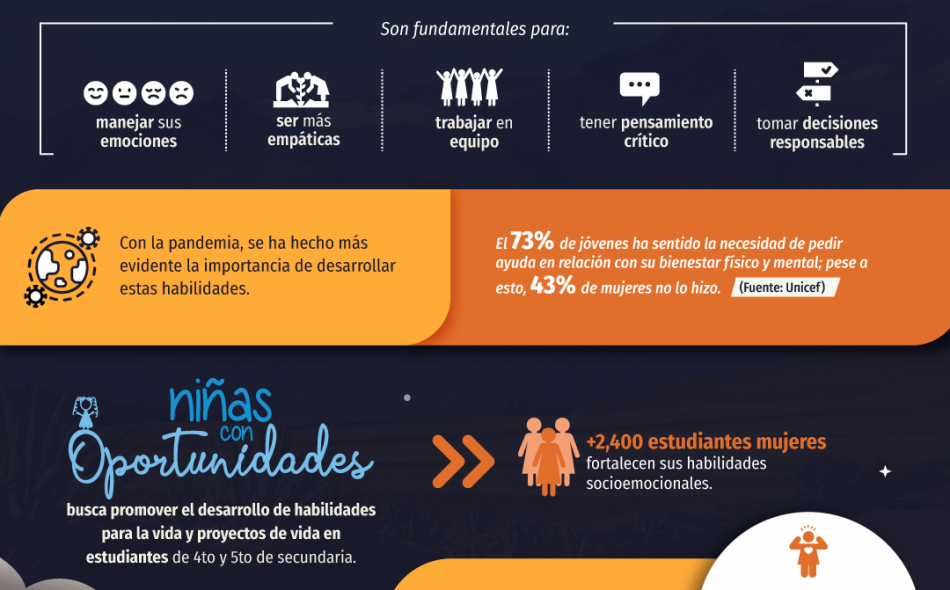 Son fundamentales para:
manejar sus
emociones
ser más
empáticas
trabajar en
equipo
tener pensamiento
crítico
tomar decisiones
responsables
Con la pandemia, se ha hecho más
evidente la importancia de desarrollar
estas habilidades.
El 73% de jóvenes ha sentido la necesidad de pedir
ayuda en relación con su bienestar físico y mental; pese a
esto, 43% de mujeres no lo hizo. (Fuente: Unicef)
niñas
con
Oportunidades
busca promover el desarrollo de habilidades
para la vida y proyectos de vida en
estudiantes de 4to y 5to de secundaria.
+2,400 estudiantes mujeres
fortalecen sus habilidades
socioemocionales.